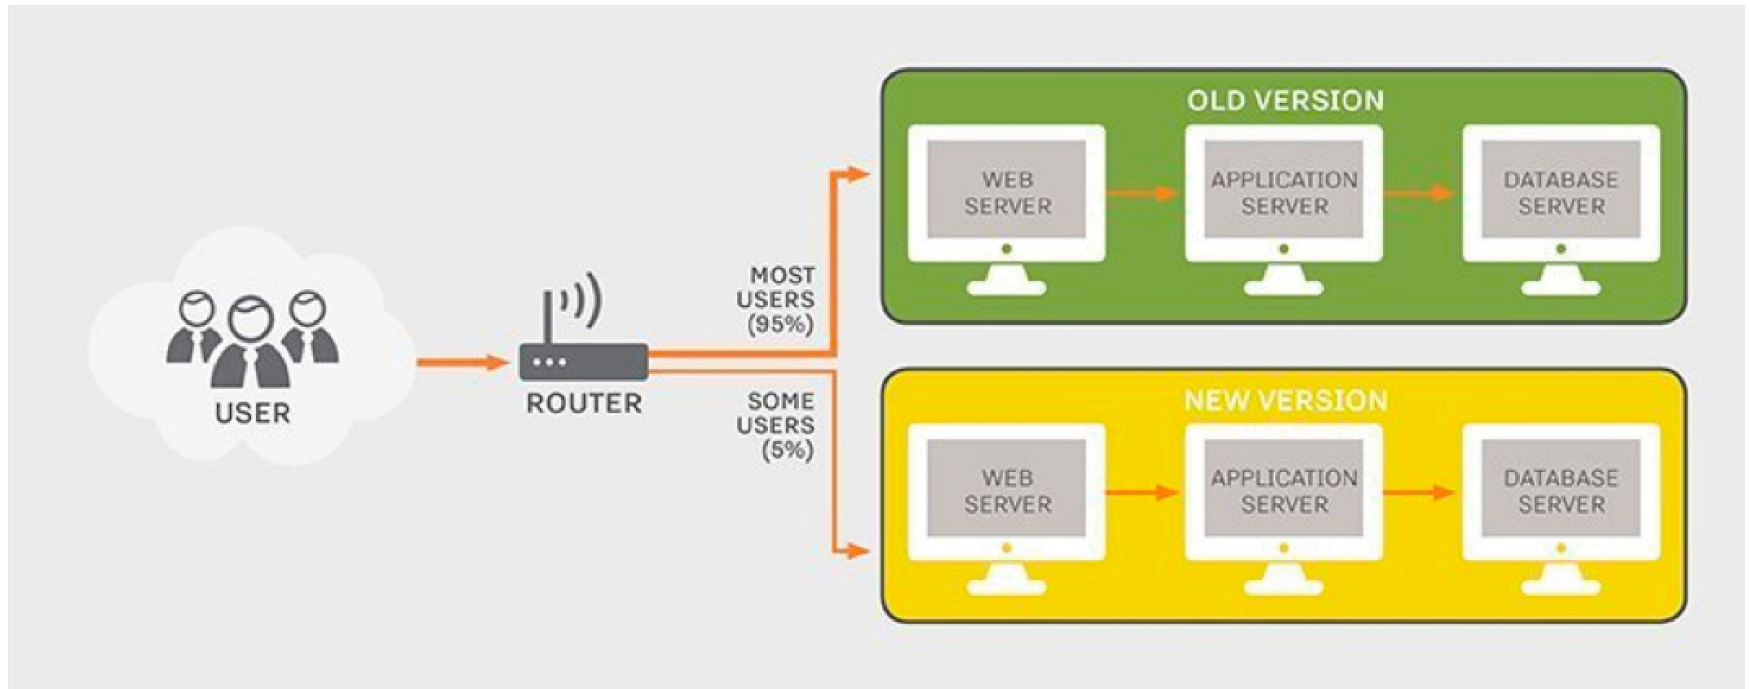 USER
ROUTER
MOST
USERS
(95%)
SOME
USERS
(5%)
OLD VERSION
WEB
SERVER
APPLICATION
SERVER
DATABASE
SERVER
NEW VERSION
WEB
SERVER
APPLICATION
SERVER
DATABASE
SERVER